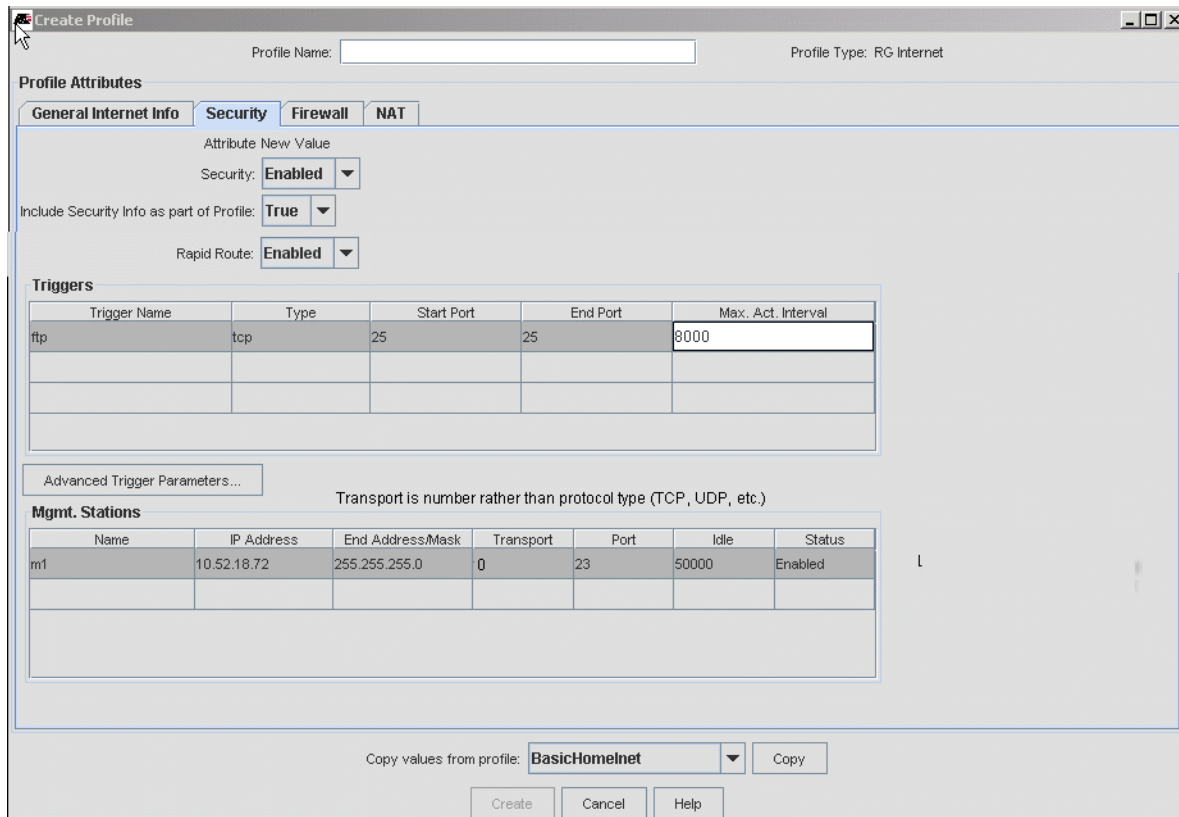 Create Profile
Profile Name: Profile Type: RG Internet
Profile Attributes
General Internet Info Security Firewall NAT
Attribute New Value
Security: Enabled
Include Security Info as part of Profile: True
Rapid Route: Enabled
Triggers
Trigger Name Type Start Port End Port Max. Act. Interval
ftp tcp 25 25 8000
Advanced Trigger Parameters...
Transport is number rather than protocol type (TCP, UDP, etc.)
Mgmt. Stations
Name IP Address End Address/Mask Transport Port Idle Status
m1 10.52.18.72 255.255.255.0 0 23 50000 Enabled
Copy values from profile: BasicHomeInet Copy
Create Cancel Help